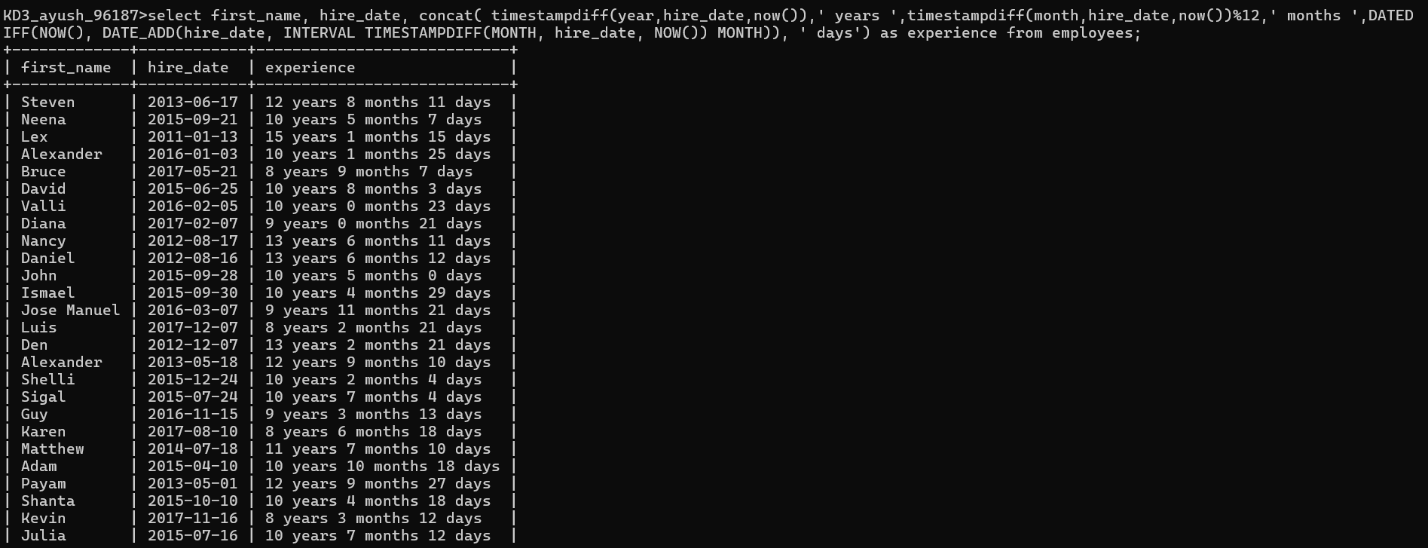 KD3_ayush_96187>select first_name, hire_date, concat( timestampdiff(year,hire_date,now()),' years ',timestampdiff(month,hire_date,now())%12,' months ',DATED
IFF(NOW(), DATE_ADD(hire_date, INTERVAL TIMESTAMPDIFF(MONTH, hire_date, NOW()) MONTH)), ' days') as experience from employees;
+-------------+------------+----------------------------+
| first_name  | hire_date  | experience                 |
+-------------+------------+----------------------------+
| Steven      | 2013-06-17 | 12 years 8 months 11 days  |
| Neena       | 2015-09-21 | 10 years 5 months 7 days   |
| Lex         | 2011-01-13 | 15 years 1 months 15 days  |
| Alexander   | 2016-01-03 | 10 years 1 months 25 days  |
| Bruce       | 2017-05-21 | 8 years 9 months 7 days    |
| David       | 2015-06-25 | 10 years 8 months 3 days   |
| Valli       | 2016-02-05 | 10 years 0 months 23 days  |
| Diana       | 2017-02-07 | 9 years 0 months 21 days   |
| Nancy       | 2012-08-17 | 13 years 6 months 11 days  |
| Daniel      | 2012-08-16 | 13 years 6 months 12 days  |
| John        | 2015-09-28 | 10 years 5 months 0 days   |
| Ismael      | 2015-09-30 | 10 years 4 months 29 days  |
| Jose Manuel | 2016-03-07 | 9 years 11 months 21 days  |
| Luis        | 2017-12-07 | 8 years 2 months 21 days   |
| Den         | 2012-12-07 | 13 years 2 months 21 days  |
| Alexander   | 2013-05-18 | 12 years 9 months 10 days  |
| Shelli      | 2015-12-24 | 10 years 2 months 4 days   |
| Sigal       | 2015-07-24 | 10 years 7 months 4 days   |
| Guy         | 2016-11-15 | 9 years 3 months 13 days   |
| Karen       | 2017-08-10 | 8 years 6 months 18 days   |
| Matthew     | 2014-07-18 | 11 years 7 months 10 days  |
| Adam        | 2015-04-10 | 10 years 10 months 18 days |
| Payam       | 2013-05-01 | 12 years 9 months 27 days  |
| Shanta      | 2015-10-10 | 10 years 4 months 18 days  |
| Kevin       | 2017-11-16 | 8 years 3 months 12 days   |
| Julia       | 2015-07-16 | 10 years 7 months 12 days  |